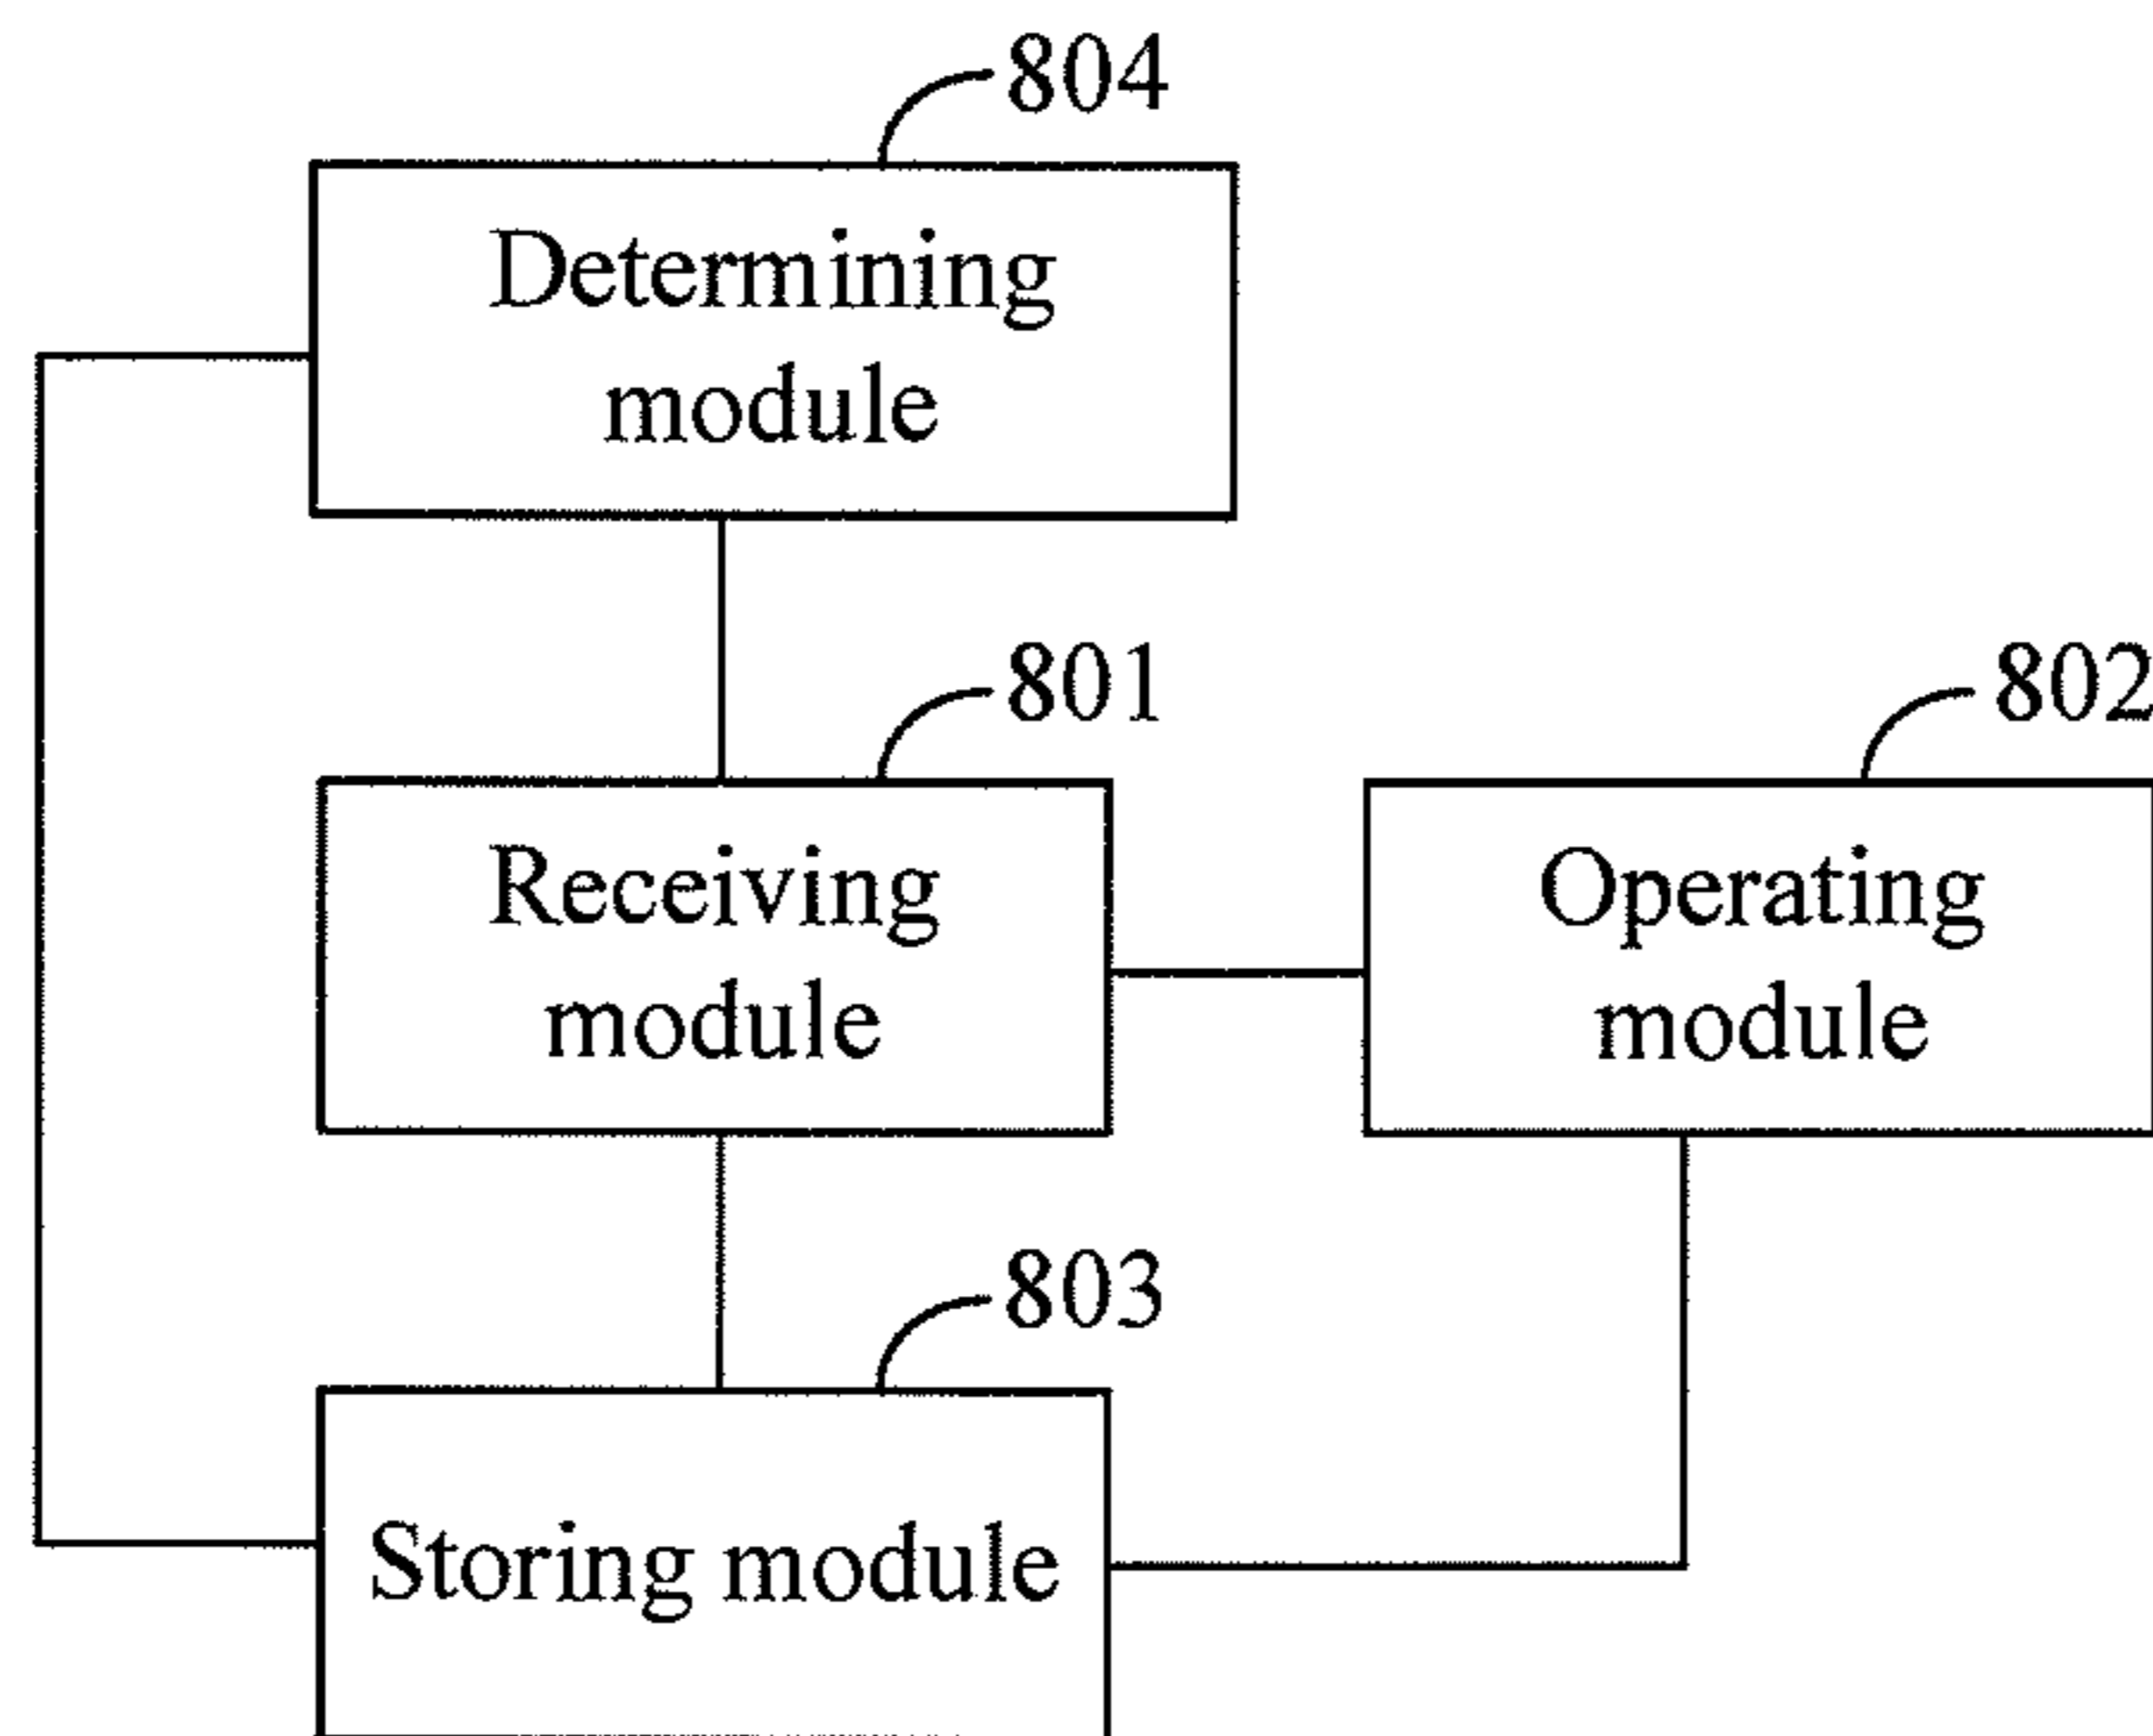 804
Determining
module
801
Receiving
module
802
Operating
module
803
Storing module